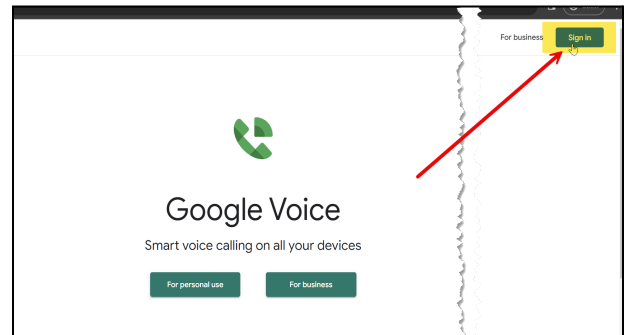 For business
Sign in
Google Voice
Smart voice calling on all your devices
For personal use
For business